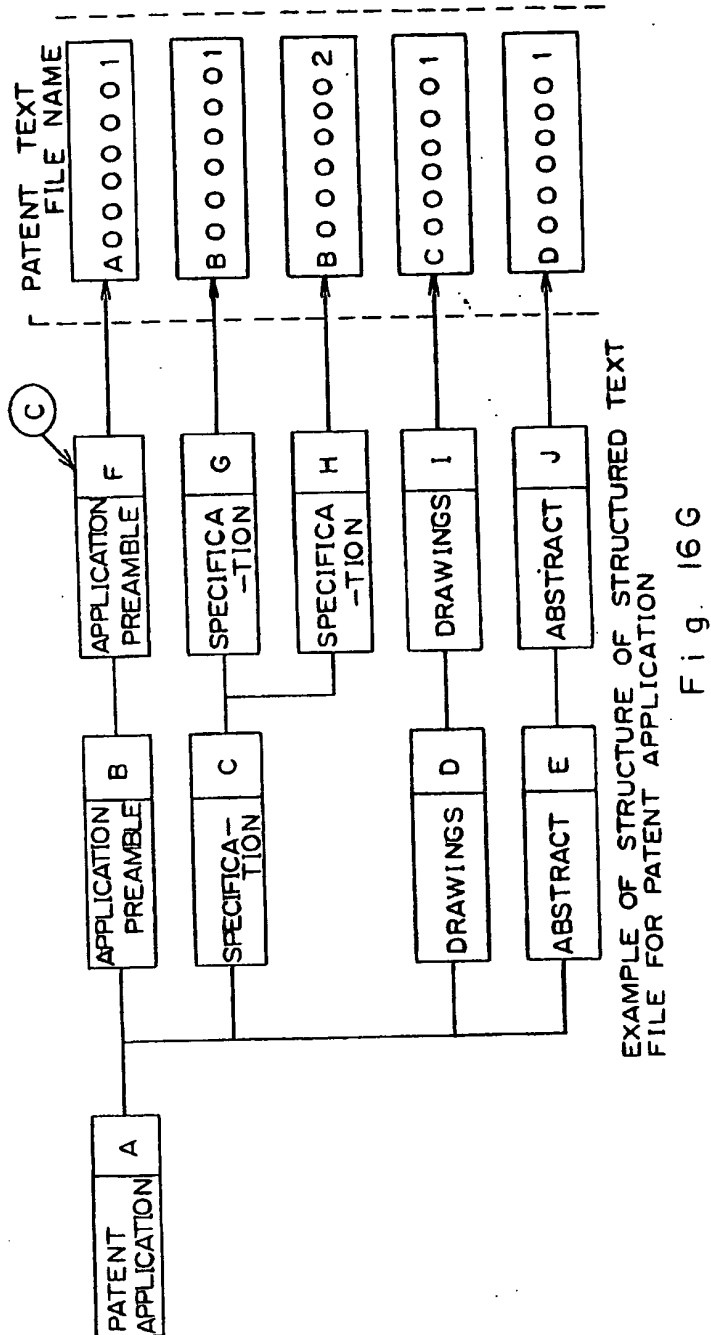 PATENT TEXT
FILE NAME
C
PATENT
APPLICATION
A
APPLICATION
PREAMBLE
B
APPLICATION
PREAMBLE
F
A0000001
SPECIFICA-
TION
C
SPECIFICA
-TION
G
B0000001
SPECIFICA
-TION
H
B0000002
DRAWINGS
D
DRAWINGS
I
C0000001
ABSTRACT
E
ABSTRACT
J
D0000001
EXAMPLE OF STRUCTURE OF STRUCTURED TEXT
FILE FOR PATENT APPLICATION
Fig. 16G